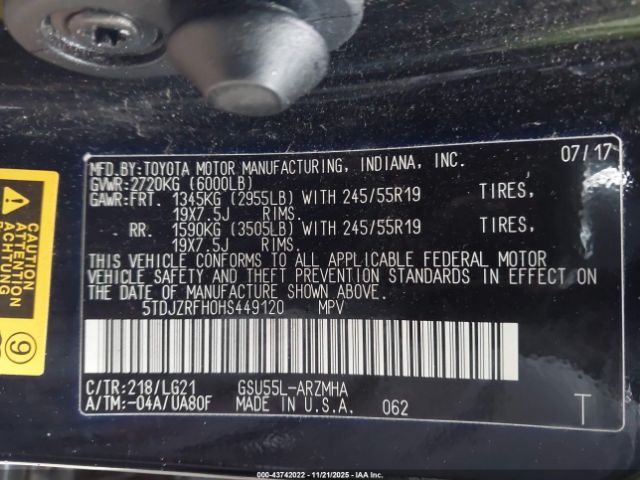 MFD.BY:TOYOTA MOTOR MANUFACTURING, INDIANA, INC. 07/17
GVWR:2720KG (6000LB)
GAWR:FRT. 1345KG (2955LB) WITH 245/55R19 TIRES,
19X7.5J RIMS.
RR. 1590KG (3505LB) WITH 245/55R19 TIRES,
19X7.5J RIMS.
THIS VEHICLE CONFORMS TO ALL APPLICABLE FEDERAL MOTOR
VEHICLE SAFETY AND THEFT PREVENTION STANDARDS IN EFFECT ON
THE DATE OF MANUFACTURE SHOWN ABOVE.
5TDJZRFH0HS449120 MPV
C/TR:218/LG21 GSU55L-ARZMHA
A/TM:-04A/UA80F MADE IN U.S.A. 062 T
CAUTION
ATTENTION
ACHTUNG
9
000-43742022 - 11/21/2025 - IAAI.com